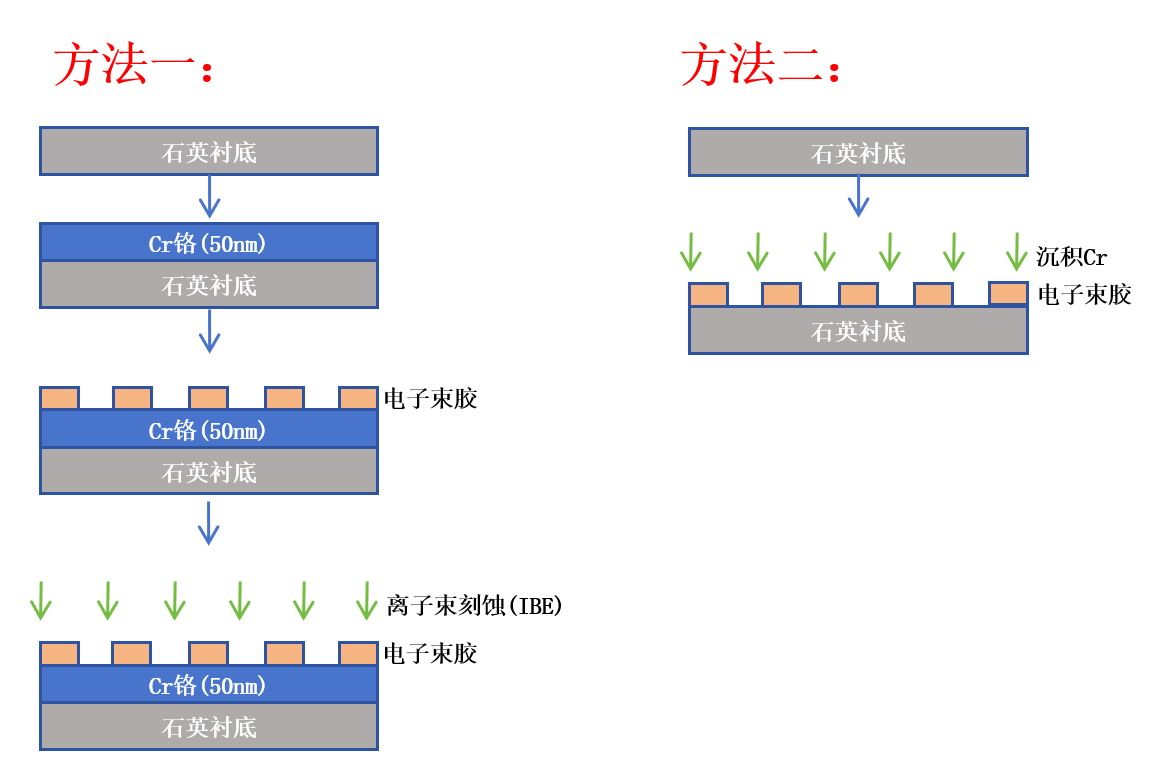 方法一：
石英衬底
Cr铬(50nm)
石英衬底
电子束胶
Cr铬(50nm)
石英衬底
离子束刻蚀(IBE)
电子束胶
Cr铬(50nm)
石英衬底
方法二：
石英衬底
沉积Cr
电子束胶
石英衬底